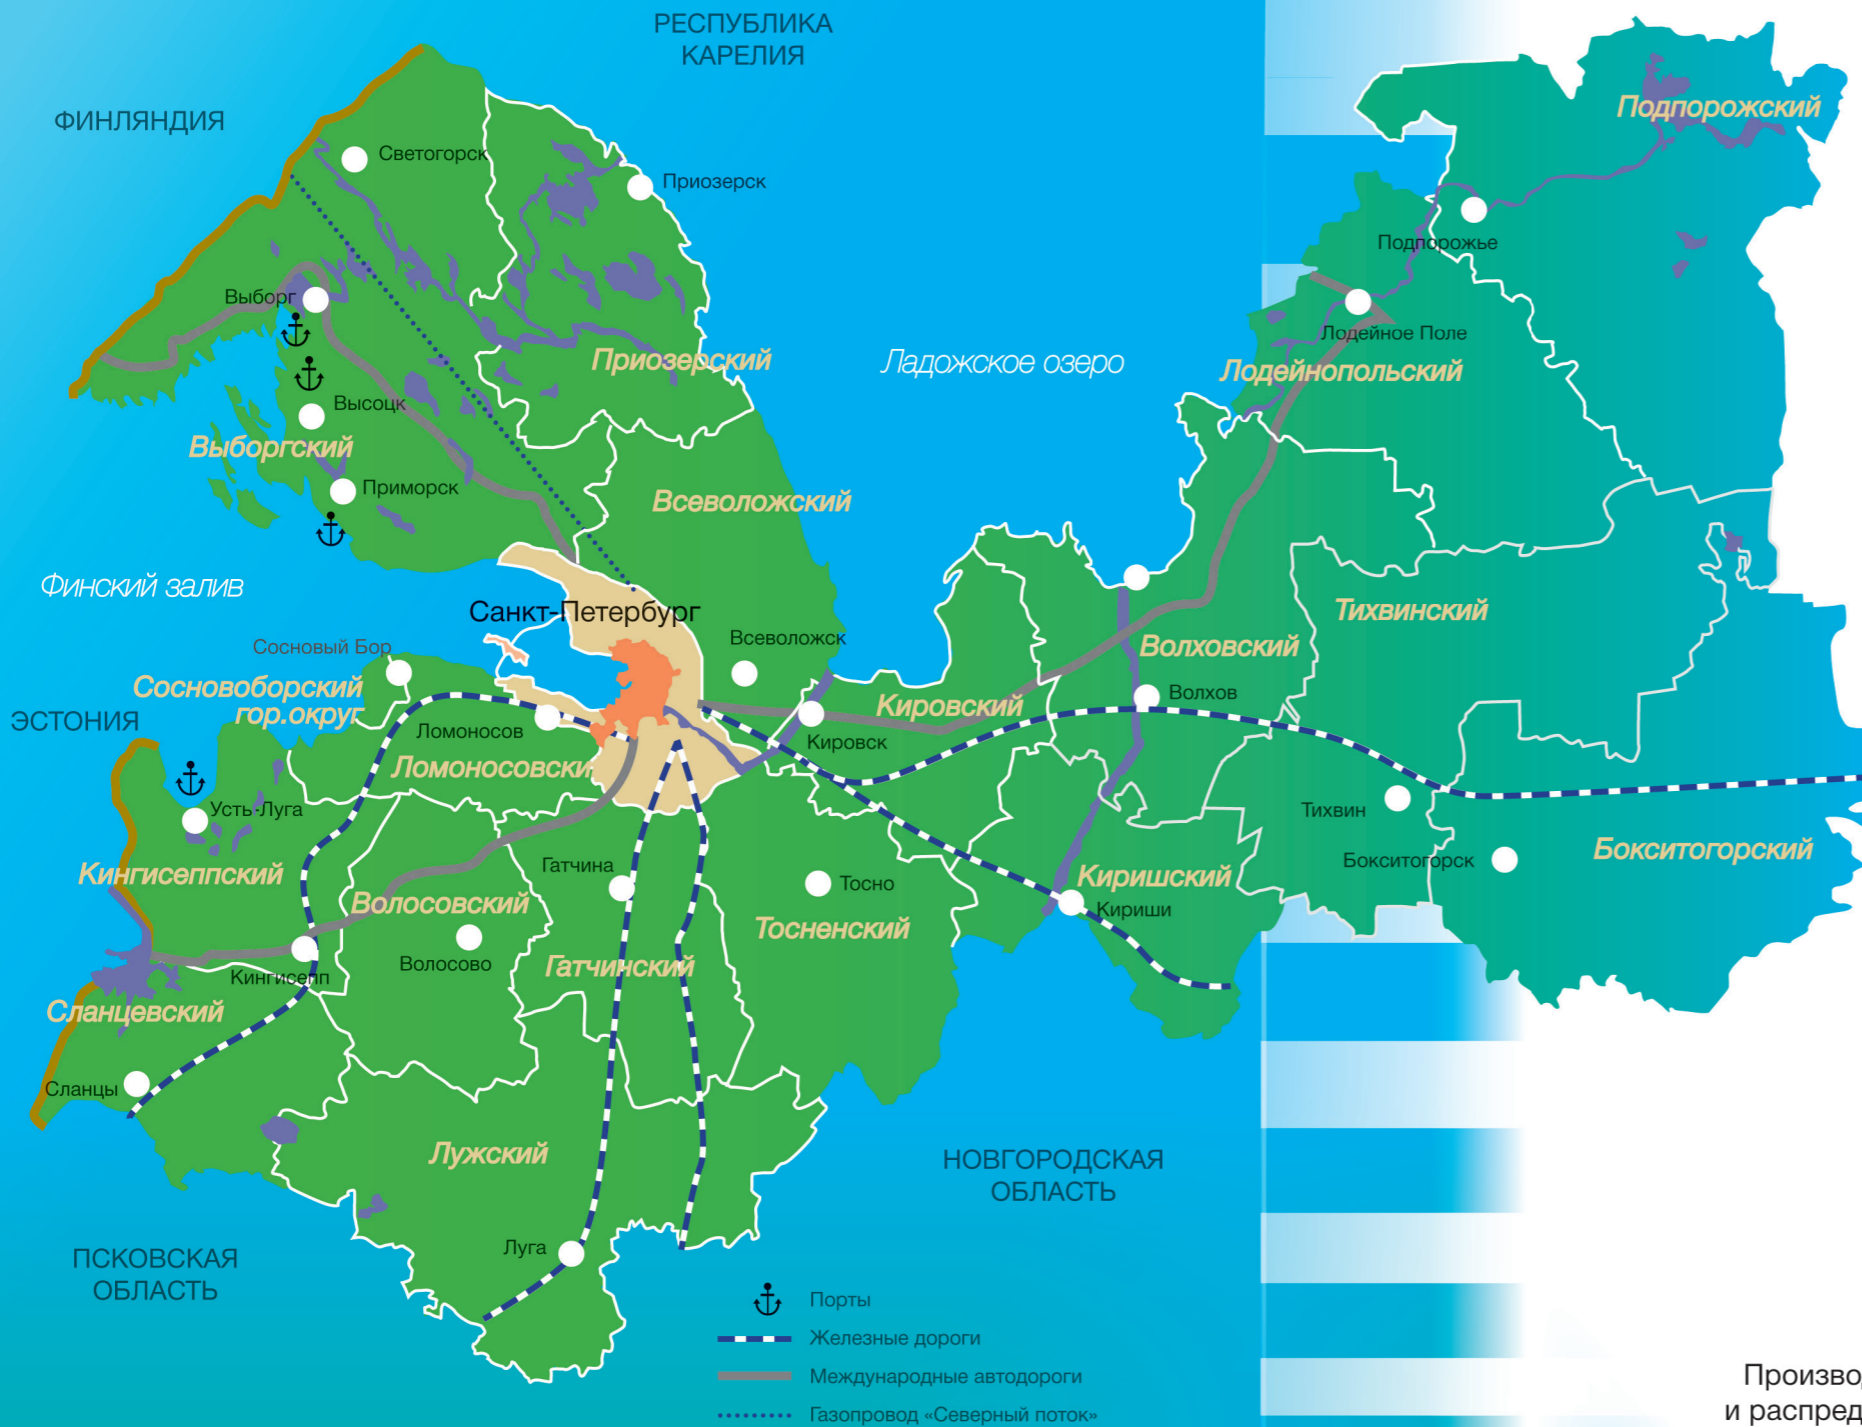 РЕСПУБЛИКА
КАРЕЛИЯ
ФИНЛЯНДИЯ
Подпорожский
Светогорск
Приозерск
Подпорожье
Выборг
Лодейное Поле
Приозерский
Ладожское озеро
Лодейнопольский
Высоцк
Выборгский
Приморск
Всеволожский
Финский залив
Санкт-Петербург
Тихвинский
Всеволожск
Сосновый Бор
Волховский
Сосновоборский
гор.округ
Волхов
Кировский
ЭСТОНИЯ
Ломоносов
Кировск
Ломоносовски
Усть-Луга
Тихвин
Бокситогорский
Бокситогорск
Гатчина
Кингисеппский
Киришский
Тосно
Волосовский
Кириши
Тосненский
Волосово
Гатчинский
Кингисепп
Сланцевский
Сланцы
Лужский
НОВГОРОДСКАЯ
ОБЛАСТЬ
Луга
ПСКОВСКАЯ
ОБЛАСТЬ
Порты
Железные дороги
Международные автодороги
Газопровод «Северный поток»
Произво
и распред